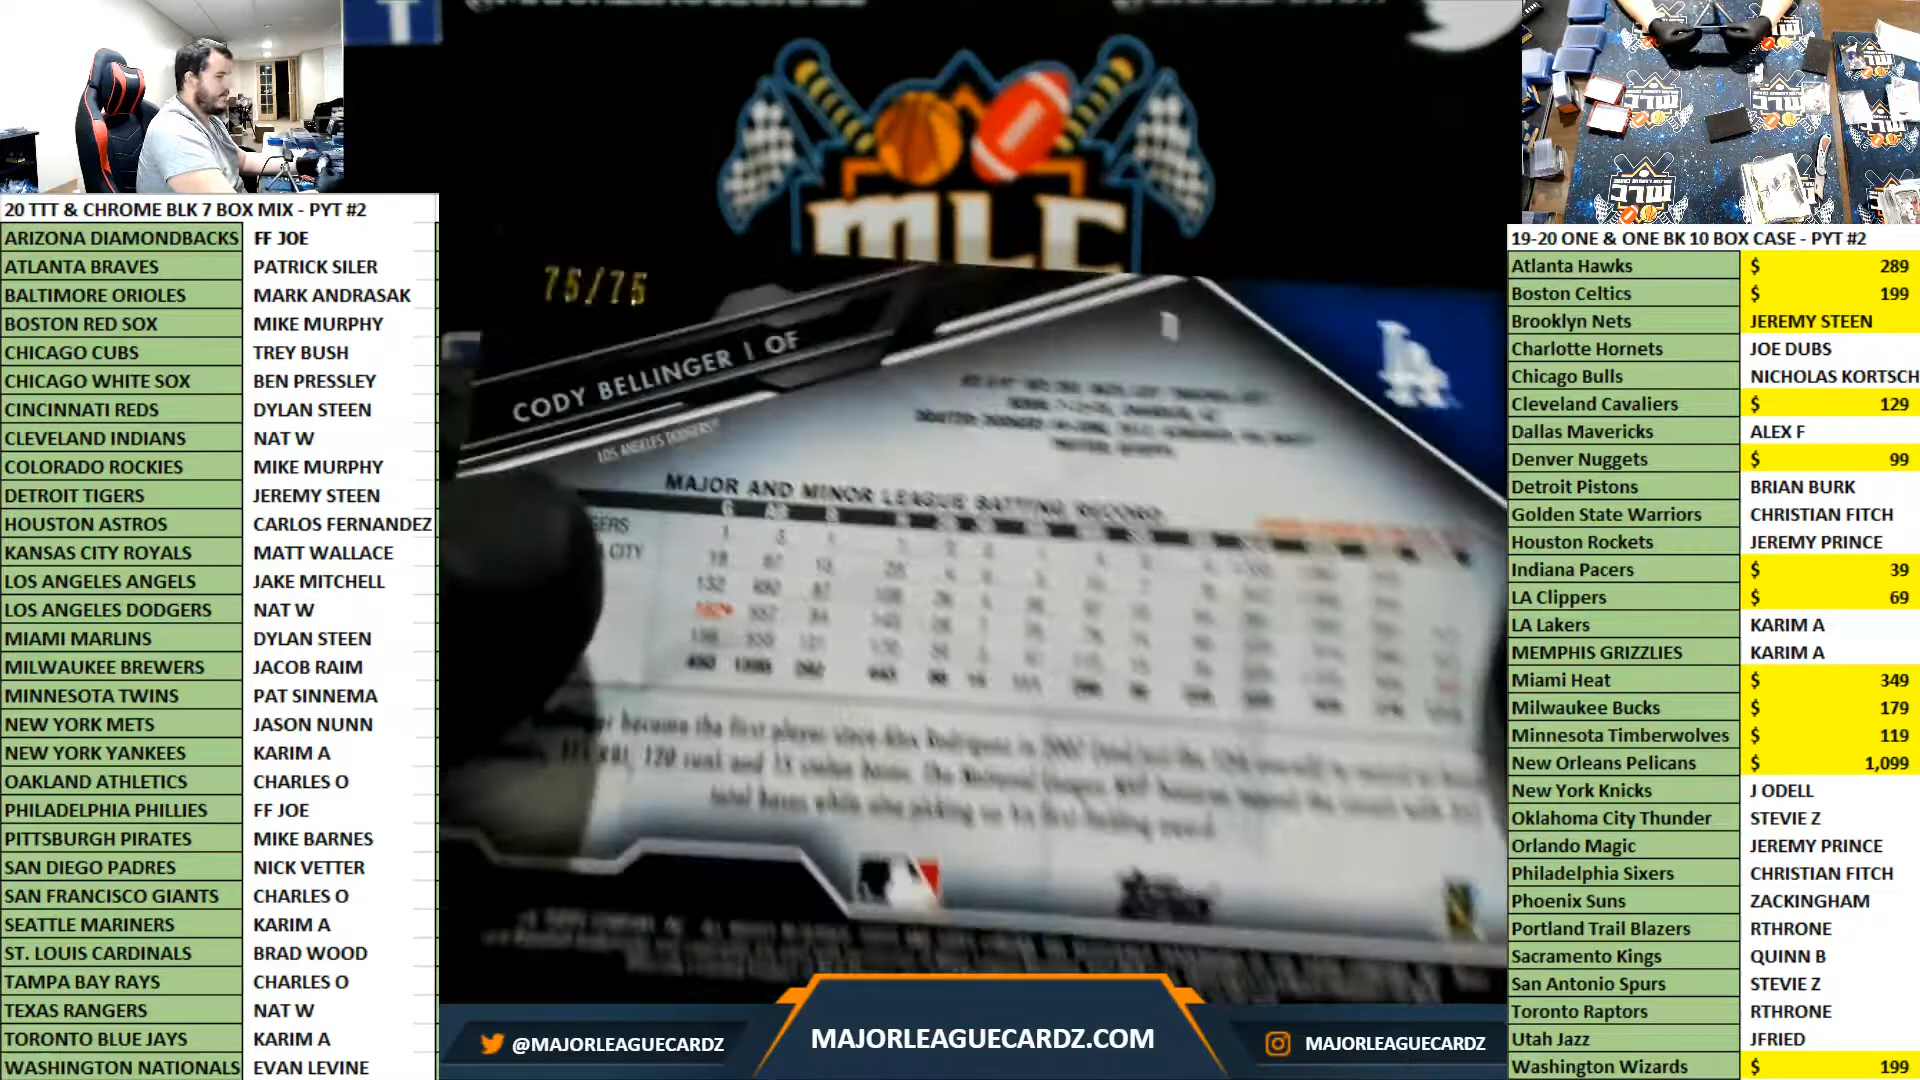 20 TTT & CHROME BLK 7 BOX MIX - PYT #2
ARIZONA DIAMONDBACKS FF JOE
ATLANTA BRAVES PATRICK SILER
BALTIMORE ORIOLES MARK ANDRASAK
BOSTON RED SOX MIKE MURPHY
CHICAGO CUBS TREY BUSH
CHICAGO WHITE SOX BEN PRESSLEY
CINCINNATI REDS DYLAN STEEN
CLEVELAND INDIANS NAT W
COLORADO ROCKIES MIKE MURPHY
DETROIT TIGERS JEREMY STEEN
HOUSTON ASTROS CARLOS FERNANDEZ
KANSAS CITY ROYALS MATT WALLACE
LOS ANGELES ANGELS JAKE MITCHELL
LOS ANGELES DODGERS NAT W
MIAMI MARLINS DYLAN STEEN
MILWAUKEE BREWERS JACOB RAIM
MINNESOTA TWINS PAT SINNEMA
NEW YORK METS JASON NUNN
NEW YORK YANKEES KARIM A
OAKLAND ATHLETICS CHARLES O
PHILADELPHIA PHILLIES FF JOE
PITTSBURGH PIRATES MIKE BARNES
SAN DIEGO PADRES NICK VETTER
SAN FRANCISCO GIANTS CHARLES O
SEATTLE MARINERS KARIM A
ST. LOUIS CARDINALS BRAD WOOD
TAMPA BAY RAYS CHARLES O
TEXAS RANGERS NAT W
TORONTO BLUE JAYS KARIM A
WASHINGTON NATIONALS EVAN LEVINE
MLC
75/75
CODY BELLINGER | OF
LOS ANGELES DODGERS
LA
MAJOR AND MINOR LEAGUE BATTING RECORD
@MAJORLEAGUECARDZ
MAJORLEAGUECARDZ.COM
MAJORLEAGUECARDZ
19-20 ONE & ONE BK 10 BOX CASE - PYT #2
Atlanta Hawks $ 289
Boston Celtics $ 199
Brooklyn Nets JEREMY STEEN
Charlotte Hornets JOE DUBS
Chicago Bulls NICHOLAS KORTSCH
Cleveland Cavaliers $ 129
Dallas Mavericks ALEX F
Denver Nuggets $ 99
Detroit Pistons BRIAN BURK
Golden State Warriors CHRISTIAN FITCH
Houston Rockets JEREMY PRINCE
Indiana Pacers $ 39
LA Clippers $ 69
LA Lakers KARIM A
MEMPHIS GRIZZLIES KARIM A
Miami Heat $ 349
Milwaukee Bucks $ 179
Minnesota Timberwolves $ 119
New Orleans Pelicans $ 1,099
New York Knicks J ODELL
Oklahoma City Thunder STEVIE Z
Orlando Magic JEREMY PRINCE
Philadelphia Sixers CHRISTIAN FITCH
Phoenix Suns ZACKINGHAM
Portland Trail Blazers RTHRONE
Sacramento Kings QUINN B
San Antonio Spurs STEVIE Z
Toronto Raptors RTHRONE
Utah Jazz JFRIED
Washington Wizards $ 199